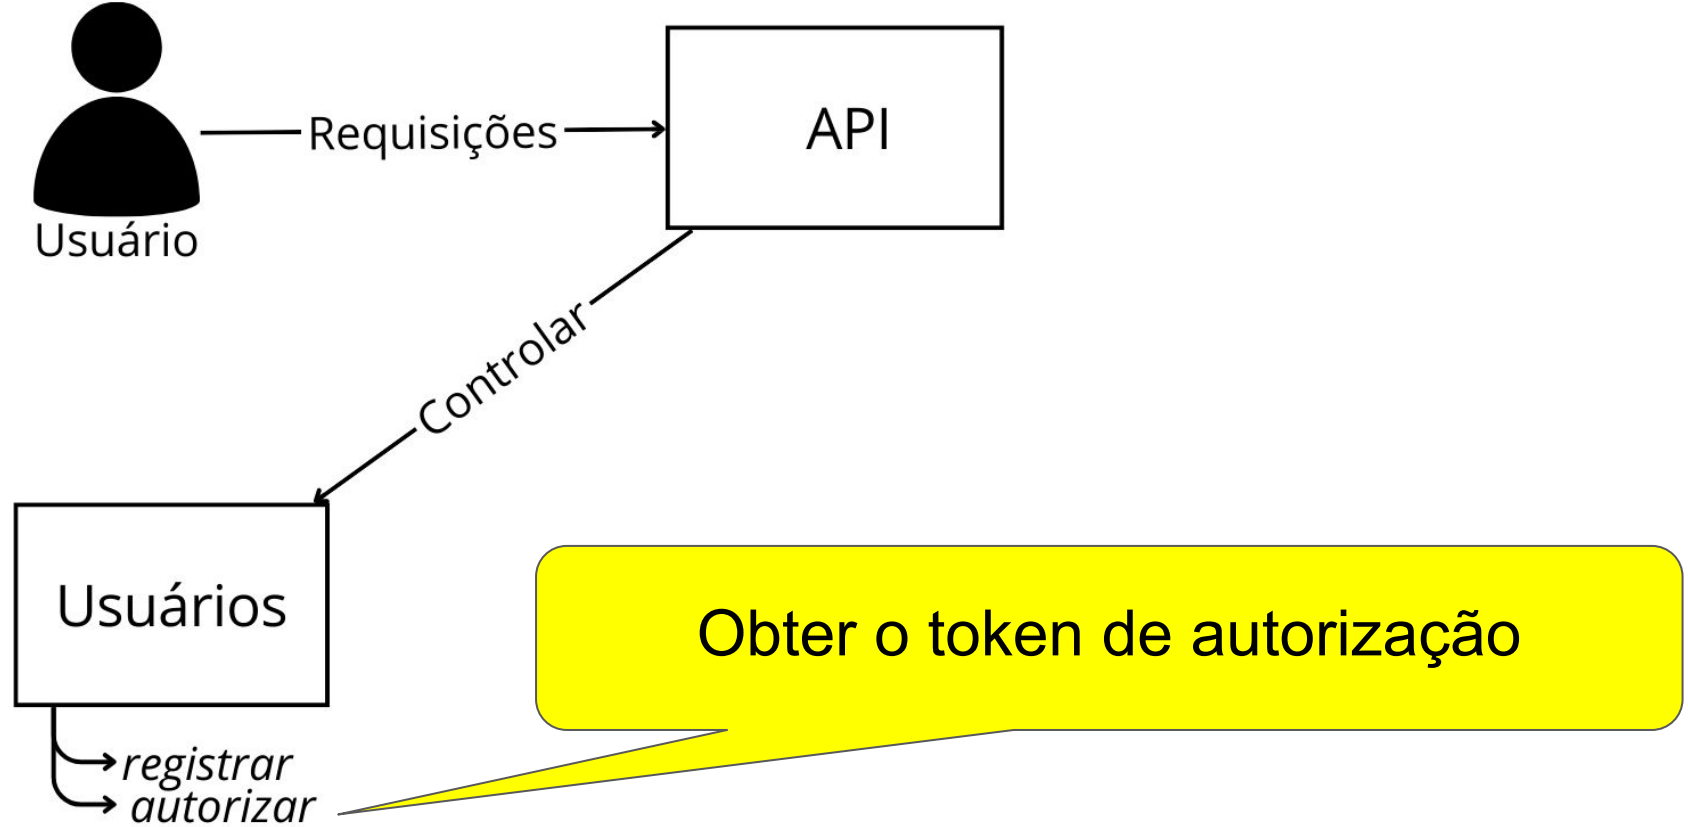 Requisições
API
Usuário
Controlar
Usuários
Obter o token de autorização
registrar
autorizar